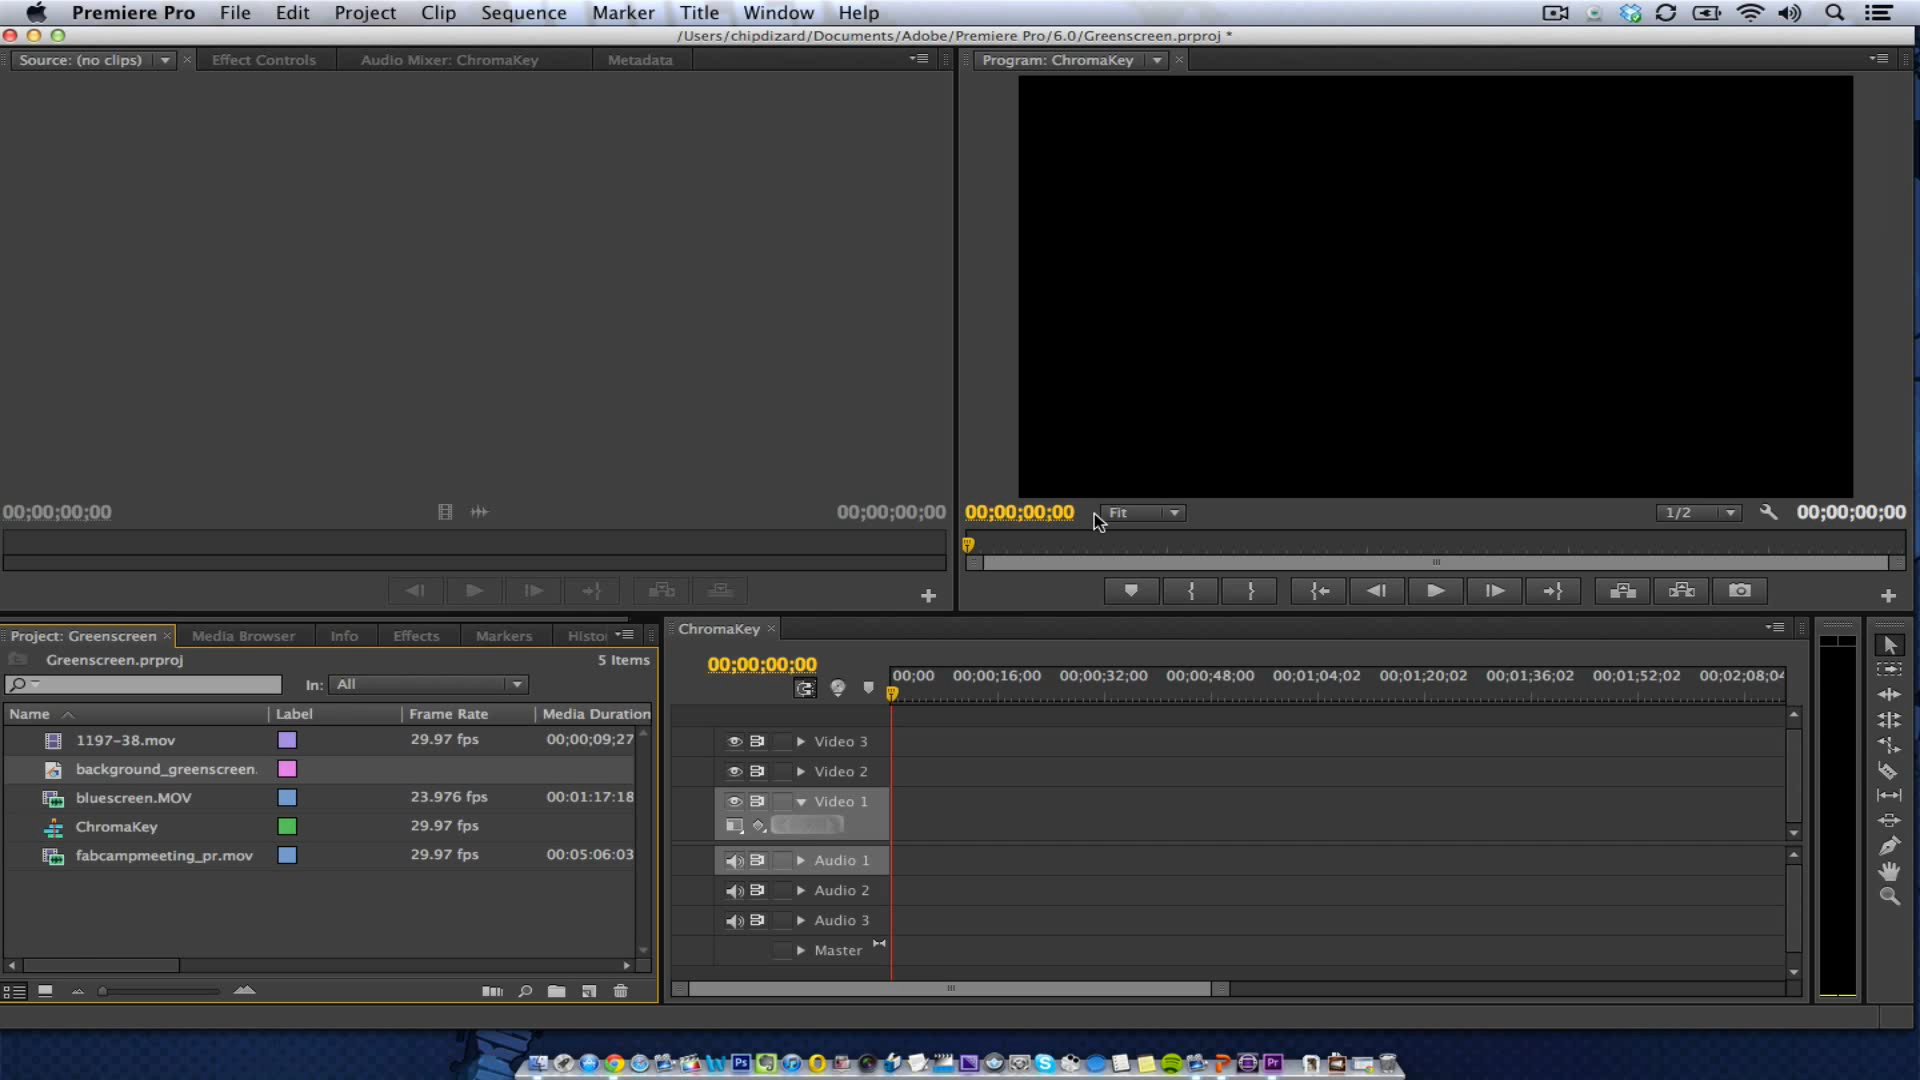 Premiere Pro File Edit Project Clip Sequence Marker Title Window Help
/Users/chipdizard/Documents/Adobe/Premiere Pro/6.0/Greenscreen.prproj *
Source: (no clips) Effect Controls Audio Mixer: ChromaKey Metadata
Program: ChromaKey
00;00;00;00 00;00;00;00
00;00;00;00 Fit 1/2 00;00;00;00
Project: Greenscreen Media Browser Info Effects Markers Histo
Greenscreen.prproj 5 Items
In: All
Name Label Frame Rate Media Duration
1197-38.mov 29.97 fps 00;00;09;27
background_greenscreen.
bluescreen.MOV 23.976 fps 00:01:17:18
ChromaKey 29.97 fps
fabcampmeeting_pr.mov 29.97 fps 00:05:06:03
ChromaKey
00;00;00;00
00;00 00;00;16;00 00;00;32;00 00;00;48;00 00;01;04;02 00;01;20;02 00;01;36;02 00;01;52;02 00;02;08;04
Video 3
Video 2
Video 1
Audio 1
Audio 2
Audio 3
Master
Ps
Pr